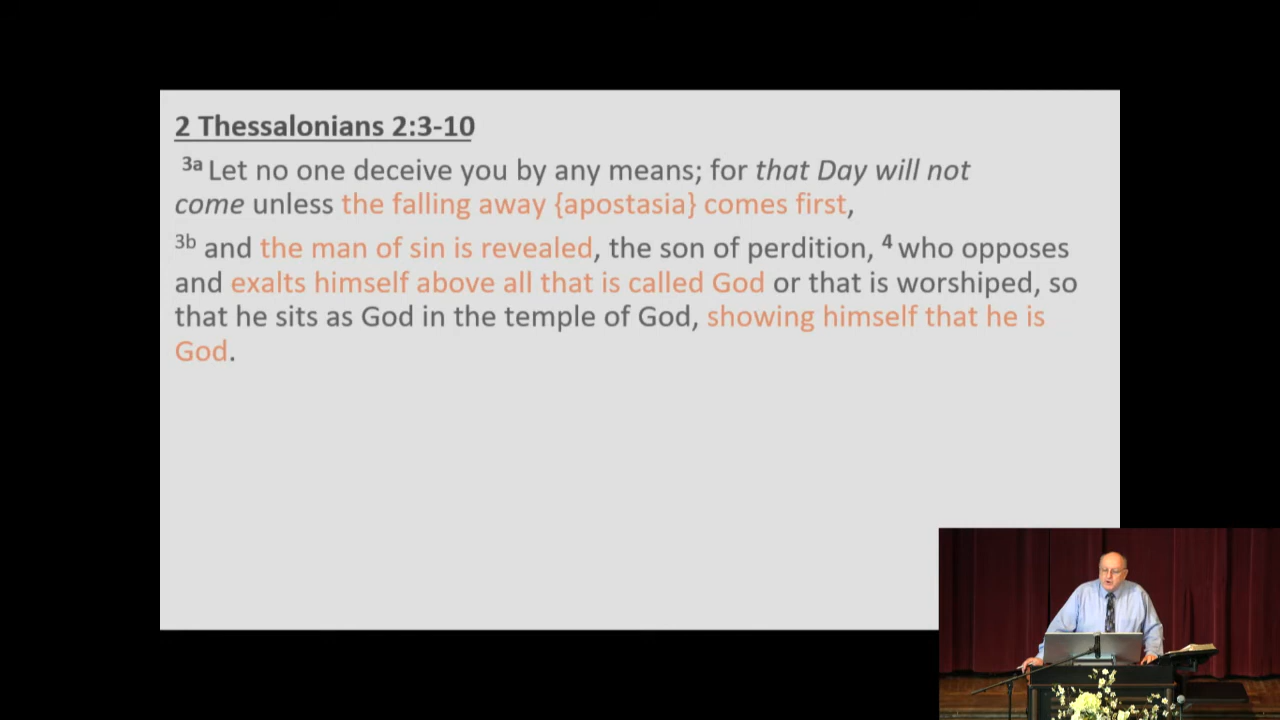 2 Thessalonians 2:3-10
3a Let no one deceive you by any means; for that Day will not
come unless the falling away {apostasia} comes first,
3b and the man of sin is revealed, the son of perdition, 4 who opposes
and exalts himself above all that is called God or that is worshiped, so
that he sits as God in the temple of God, showing himself that he is
God.